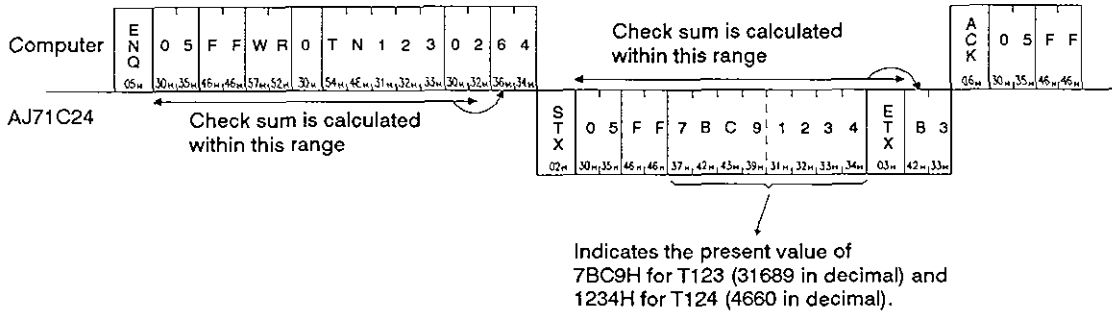 Computer
ENQ 0 5 F F W R 0 T N 1 2 3 0 2 6 4
05H 30H 35H 46H 46H 57H 52H 30H 54H 4EH 31H 32H 33H 30H 32H 36H 34H
Check sum is calculated
within this range
AJ71C24
Check sum is calculated
within this range
STX 0 5 F F 7 B C 9 1 2 3 4 ETX B 3
02H 30H 35H 46H 46H 37H 42H 43H 39H 31H 32H 33H 34H 03H 42H 33H
ACK 0 5 F F
06H 30H 35H 46H 46H
Indicates the present value of
7BC9H for T123 (31689 in decimal) and
1234H for T124 (4660 in decimal).